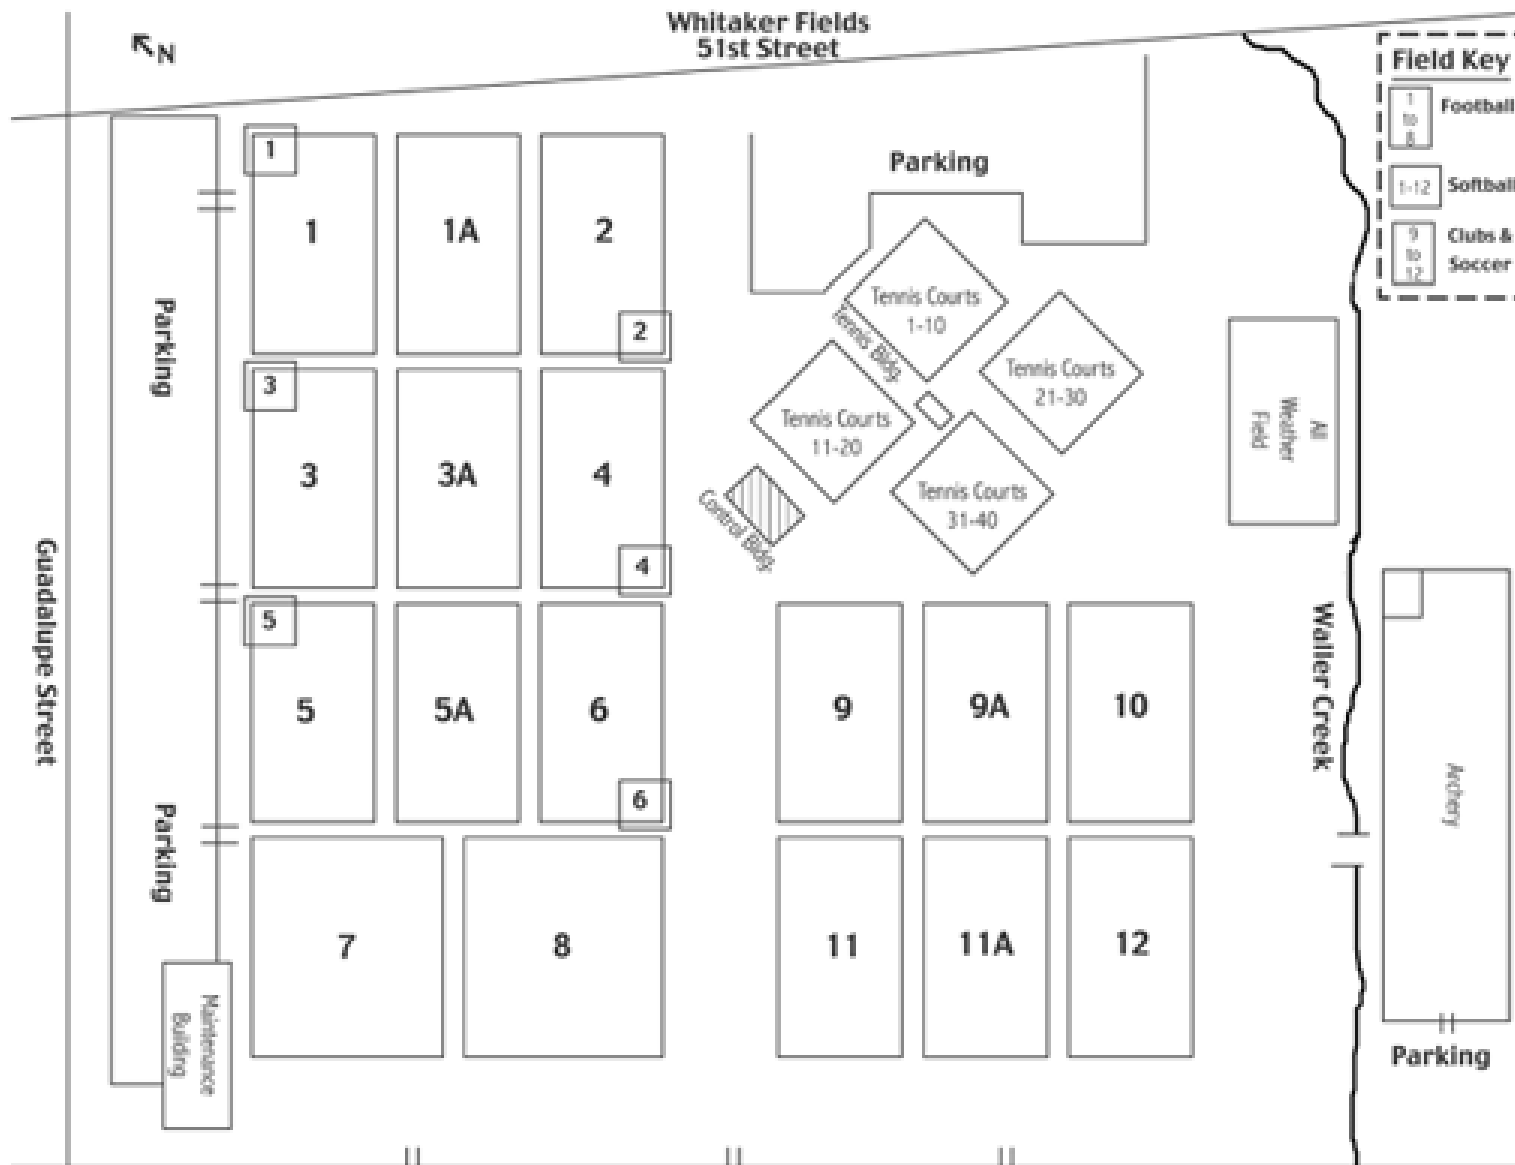 Whitaker Fields
51st Street
N
Field Key
1
to
8
Football
1-12
Softball
9
to
12
Clubs &
Soccer
Parking
1
1
1A
2
2
Parking
Tennis Courts
1-10
Tennis Bldg.
Tennis Courts
21-30
Tennis Courts
11-20
Tennis Courts
31-40
Control Bldg.
All
Weather
Field
3
3
3A
4
4
Guadalupe Street
5
5
5A
6
6
9
9A
10
Waller Creek
Archery
Parking
7
8
11
11A
12
Maintenance
Building
Parking